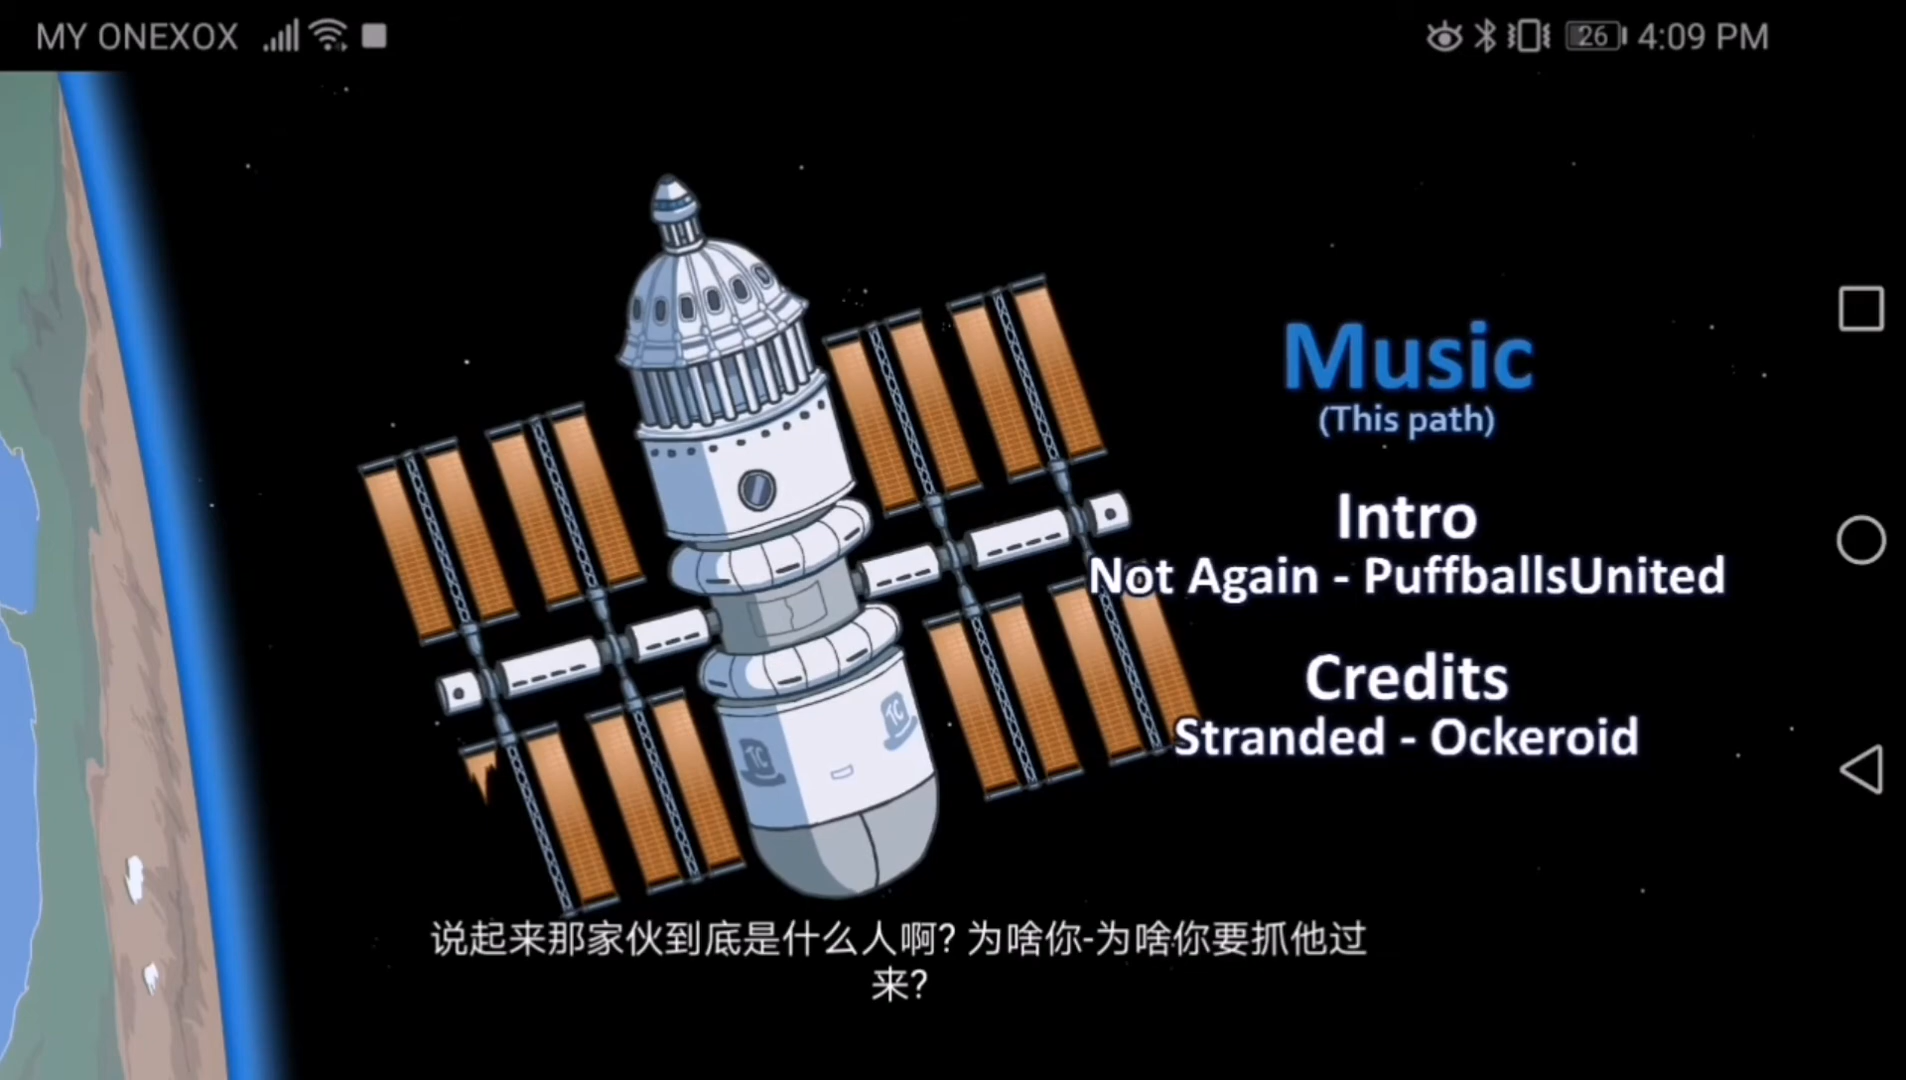 MY ONEXOX
26 4:09 PM
Music
(This path)
Intro
Not Again - PuffballsUnited
Credits
Stranded - Ockeroid
TC
TC
说起来那家伙到底是什么人啊? 为啥你-为啥你要抓他过
来?